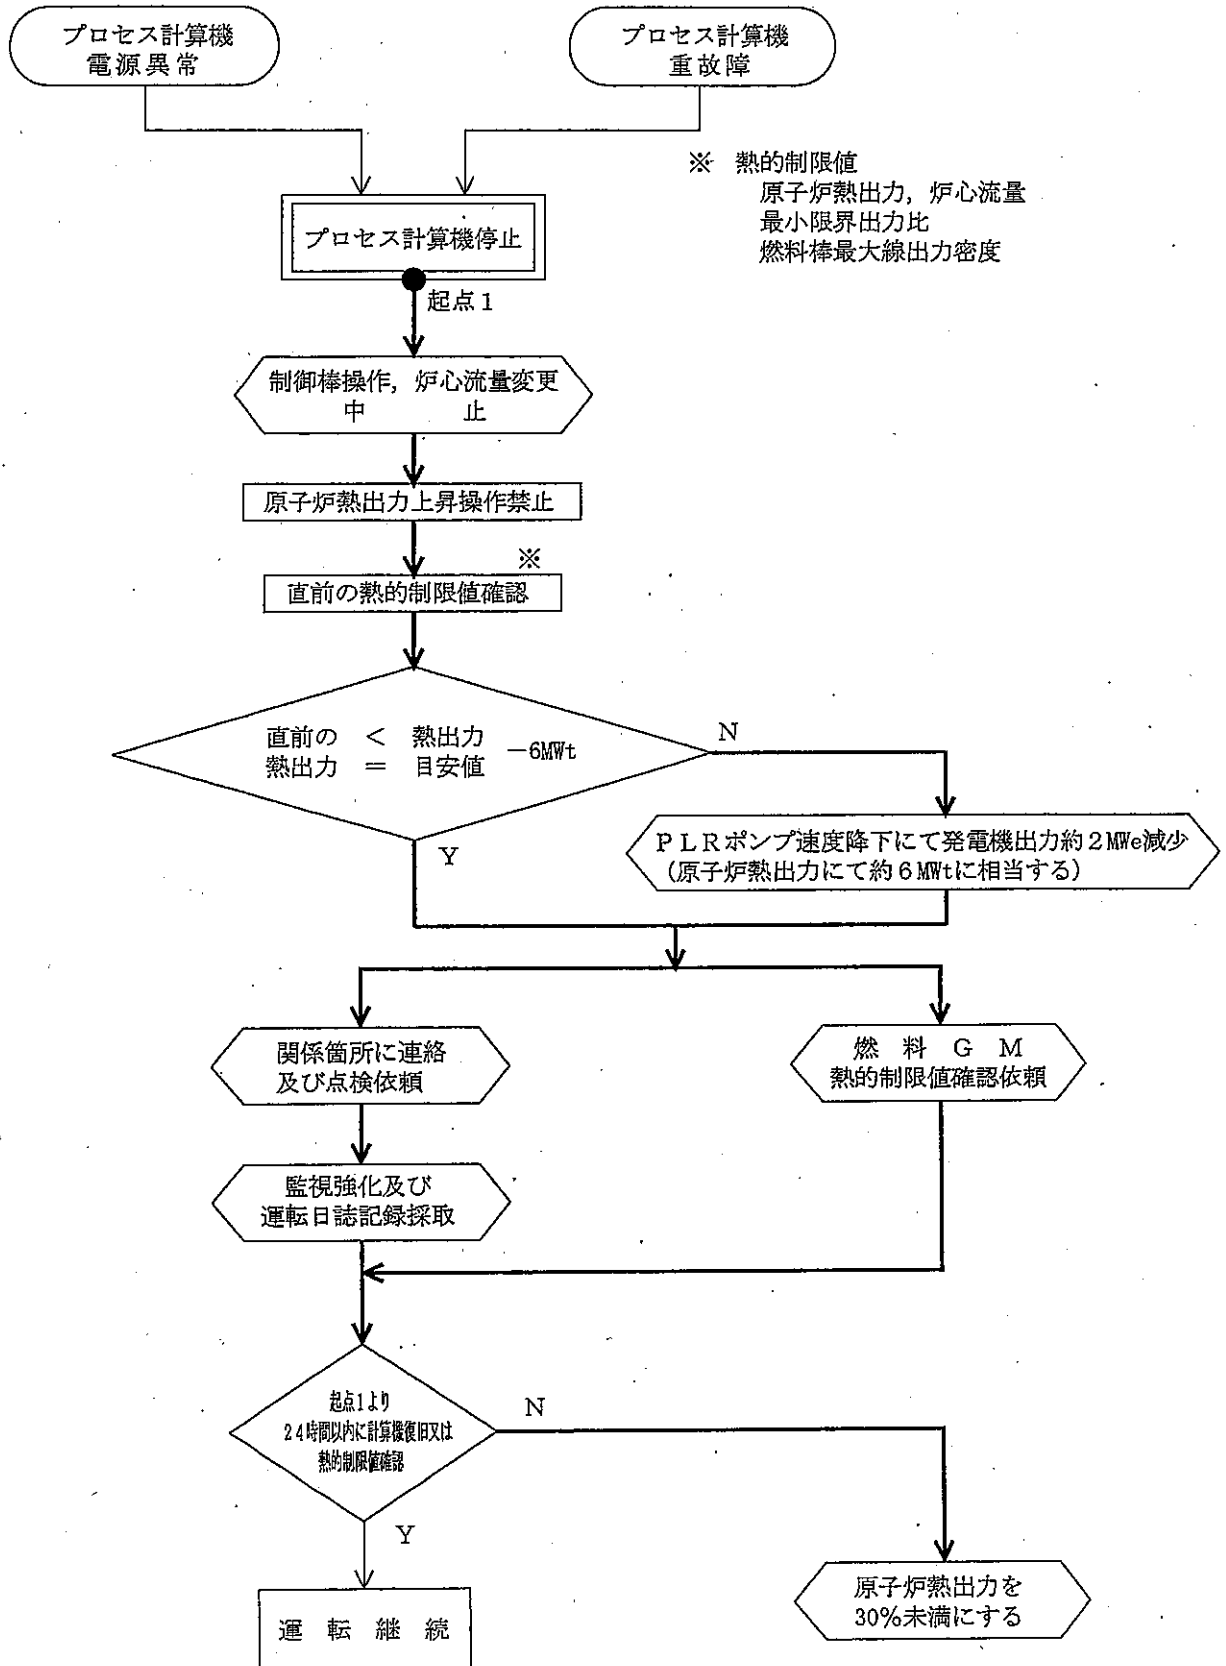 プロセス計算機
電源異常
プロセス計算機
重故障
※ 熱的制限値
原子炉熱出力，炉心流量
最小限界出力比
燃料棒最大線出力密度
プロセス計算機停止
起点1
制御棒操作，炉心流量変更
中 止
原子炉熱出力上昇操作禁止
※
直前の熱的制限値確認
直前の < 熱出力 －6MWt
熱出力 = 目安値
N
Y
PLRポンプ速度降下にて発電機出力約2MWe減少
(原子炉熱出力にて約6MWtに相当する)
関係箇所に連絡
及び点検依頼
燃 料 G M
熱的制限値確認依頼
監視強化及び
運転日誌記録採取
起点1より
24時間以内に計算機復旧又は
熱的制限値確認
N
Y
運 転 継 続
原子炉熱出力を
30%未満にする